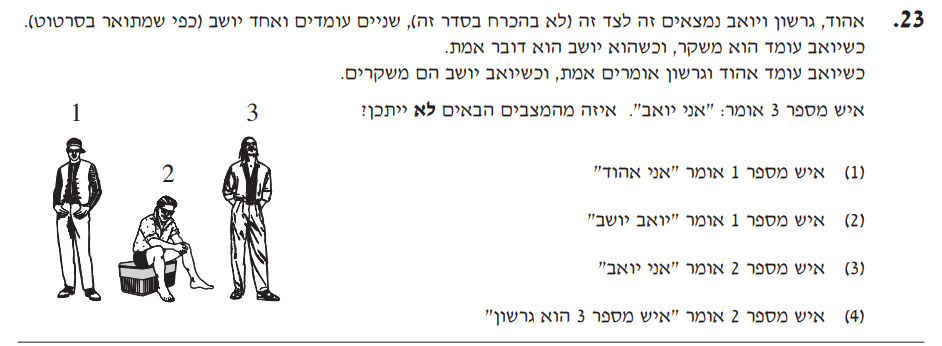 23. אהוד, גרשון ויואב נמצאים זה לצד זה (לא בהכרח בסדר זה), שניים עומדים ואחד יושב (כפי שמתואר בסרטוט).
כשיואב עומד הוא משקר, וכשהוא יושב הוא דובר אמת.
כשיואב עומד אהוד וגרשון אומרים אמת, וכשיואב יושב הם משקרים.
איש מספר 3 אומר: "אני יואב". איזה מהמצבים הבאים לא ייתכן?
1 2 3
(1) איש מספר 1 אומר "אני אהוד"
(2) איש מספר 1 אומר "יואב יושב"
(3) איש מספר 2 אומר "אני יואב"
(4) איש מספר 2 אומר "איש מספר 3 הוא גרשון"